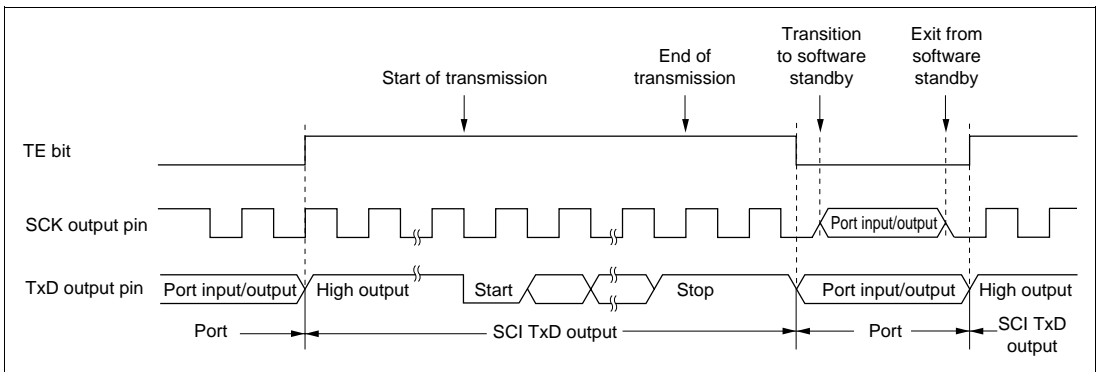 Transition
to software
standby
Exit from
software
standby
End of
transmission
Start of transmission
TE bit
SCK output pin
Port input/output
TxD output pin
Port input/output
High output
Start
Stop
Port input/output
High output
Port
SCI TxD output
Port
SCI TxD
output